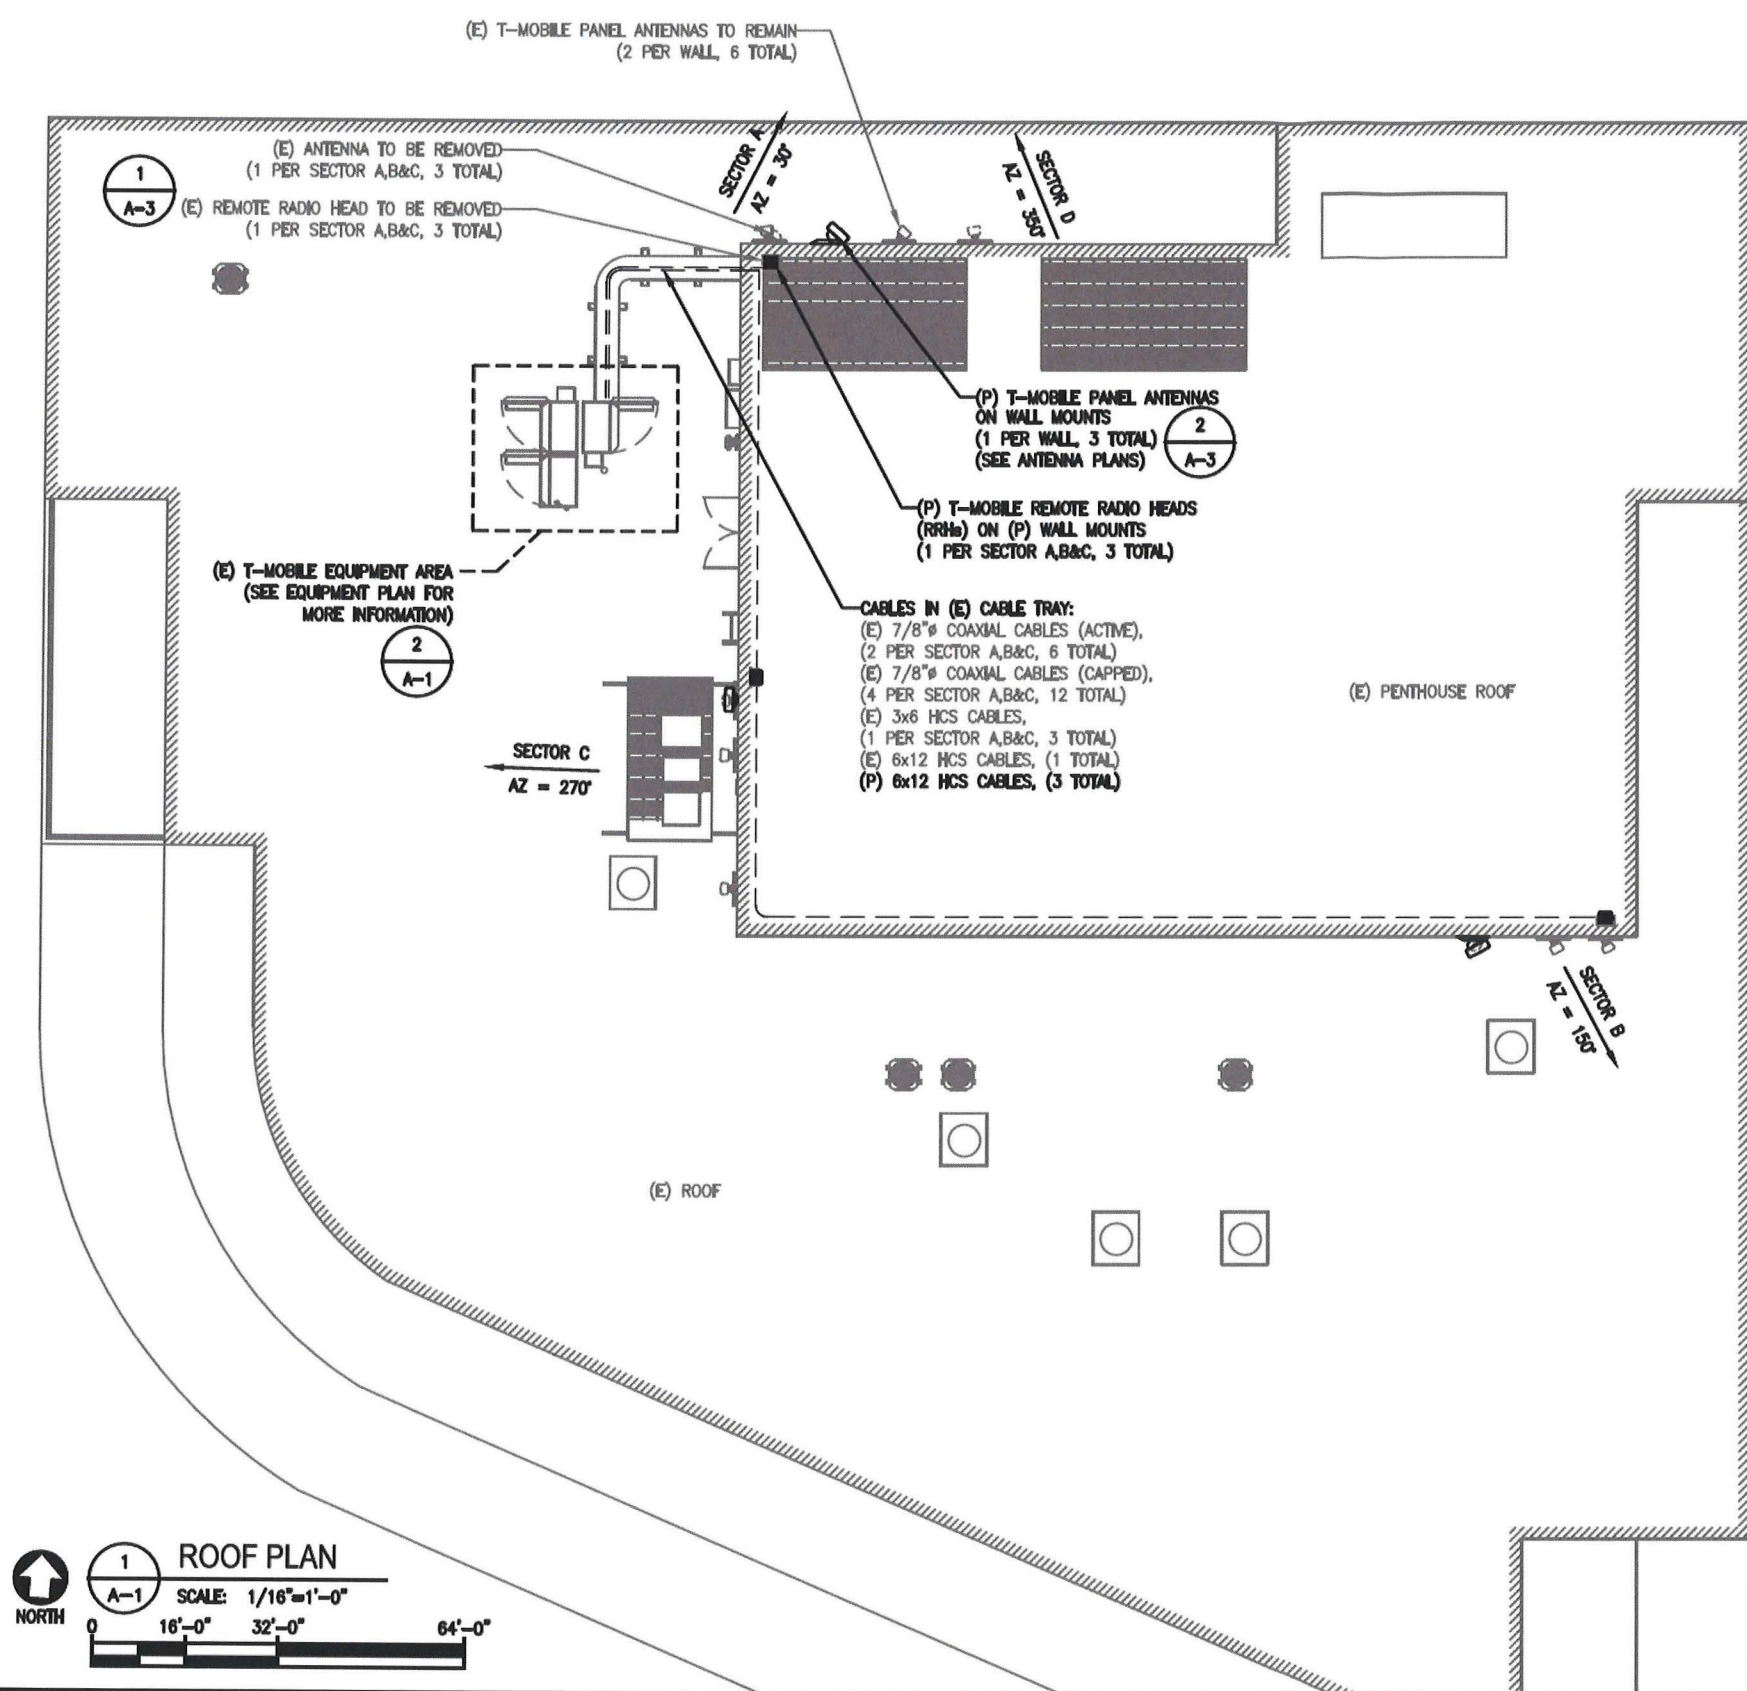 (E) T-MOBILE PANEL ANTENNAS TO REMAIN
(2 PER WALL, 6 TOTAL)
(E) ANTENNA TO BE REMOVED
(1 PER SECTOR A,B&C, 3 TOTAL)
1
A-3
(E) REMOTE RADIO HEAD TO BE REMOVED
(1 PER SECTOR A,B&C, 3 TOTAL)
SECTOR A
AZ = 30°
SECTOR D
AZ = 350°
(P) T-MOBILE PANEL ANTENNAS
ON WALL MOUNTS
(1 PER WALL, 3 TOTAL)
(SEE ANTENNA PLANS)
2
A-3
(P) T-MOBILE REMOTE RADIO HEADS
(RRHs) ON (P) WALL MOUNTS
(1 PER SECTOR A,B&C, 3 TOTAL)
(E) T-MOBILE EQUIPMENT AREA
(SEE EQUIPMENT PLAN FOR
MORE INFORMATION)
2
A-1
CABLES IN (E) CABLE TRAY:
(E) 7/8"ø COAXIAL CABLES (ACTIVE),
(2 PER SECTOR A,B&C, 6 TOTAL)
(E) 7/8"ø COAXIAL CABLES (CAPPED),
(4 PER SECTOR A,B&C, 12 TOTAL)
(E) 3x6 HCS CABLES,
(1 PER SECTOR A,B&C, 3 TOTAL)
(E) 6x12 HCS CABLES, (1 TOTAL)
(P) 6x12 HCS CABLES, (3 TOTAL)
(E) PENTHOUSE ROOF
SECTOR C
AZ = 270°
SECTOR B
AZ = 150°
(E) ROOF
1
A-1
ROOF PLAN
SCALE: 1/16"=1'-0"
NORTH
0 16'-0" 32'-0" 64'-0"